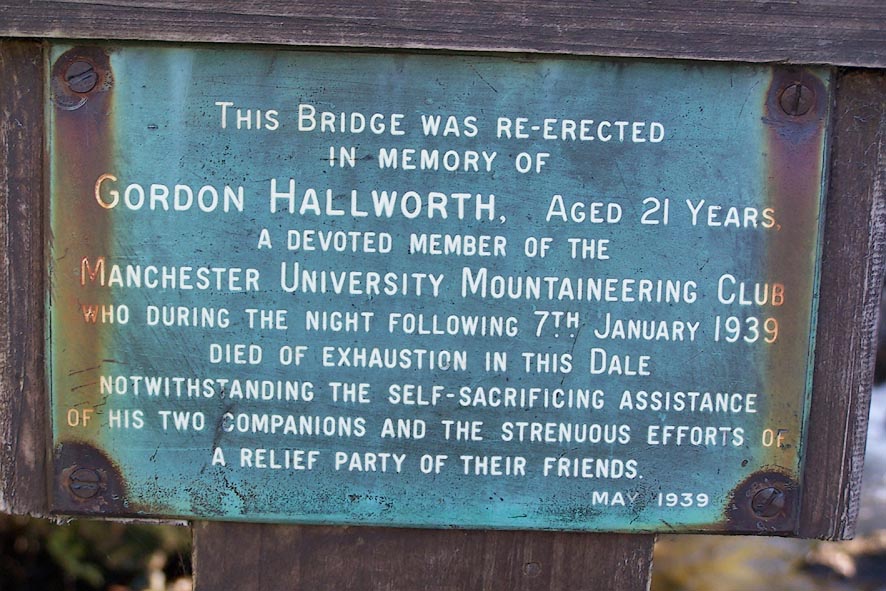 This Bridge was re-erected
in memory of
Gordon Hallworth, Aged 21 Years,
a devoted member of the
Manchester University Mountaineering Club
who during the night following 7th January 1939
died of exhaustion in this Dale
notwithstanding the self-sacrificing assistance
of his two companions and the strenuous efforts of
a relief party of their friends.
May 1939